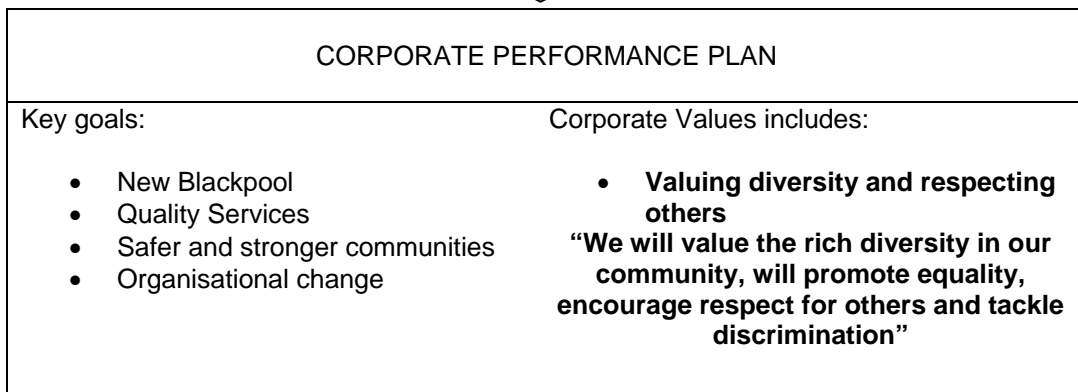 CORPORATE PERFORMANCE PLAN
Key goals:
• New Blackpool
• Quality Services
• Safer and stronger communities
• Organisational change
Corporate Values includes:
• Valuing diversity and respecting
others
“We will value the rich diversity in our
community, will promote equality,
encourage respect for others and tackle
discrimination”